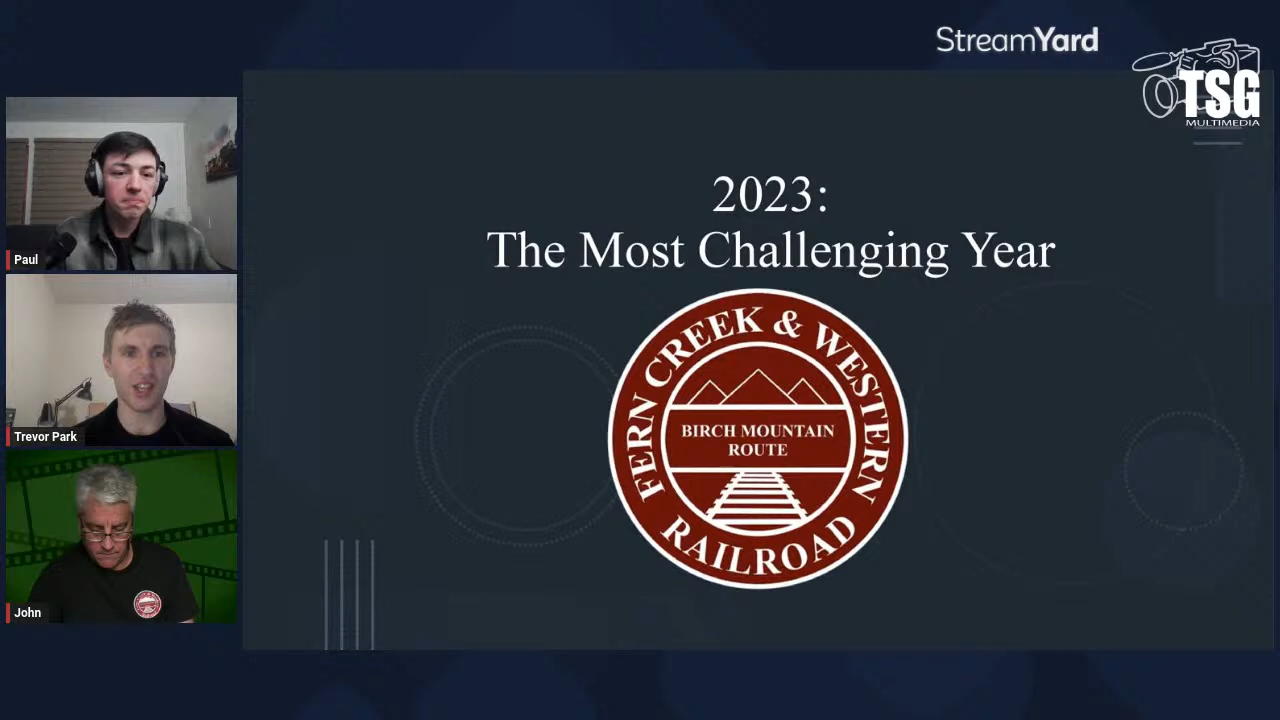 StreamYard
TSG
MULTIMEDIA
Paul
Trevor Park
John
2023:
The Most Challenging Year
FERN CREEK & WESTERN
BIRCH MOUNTAIN
ROUTE
RAILROAD